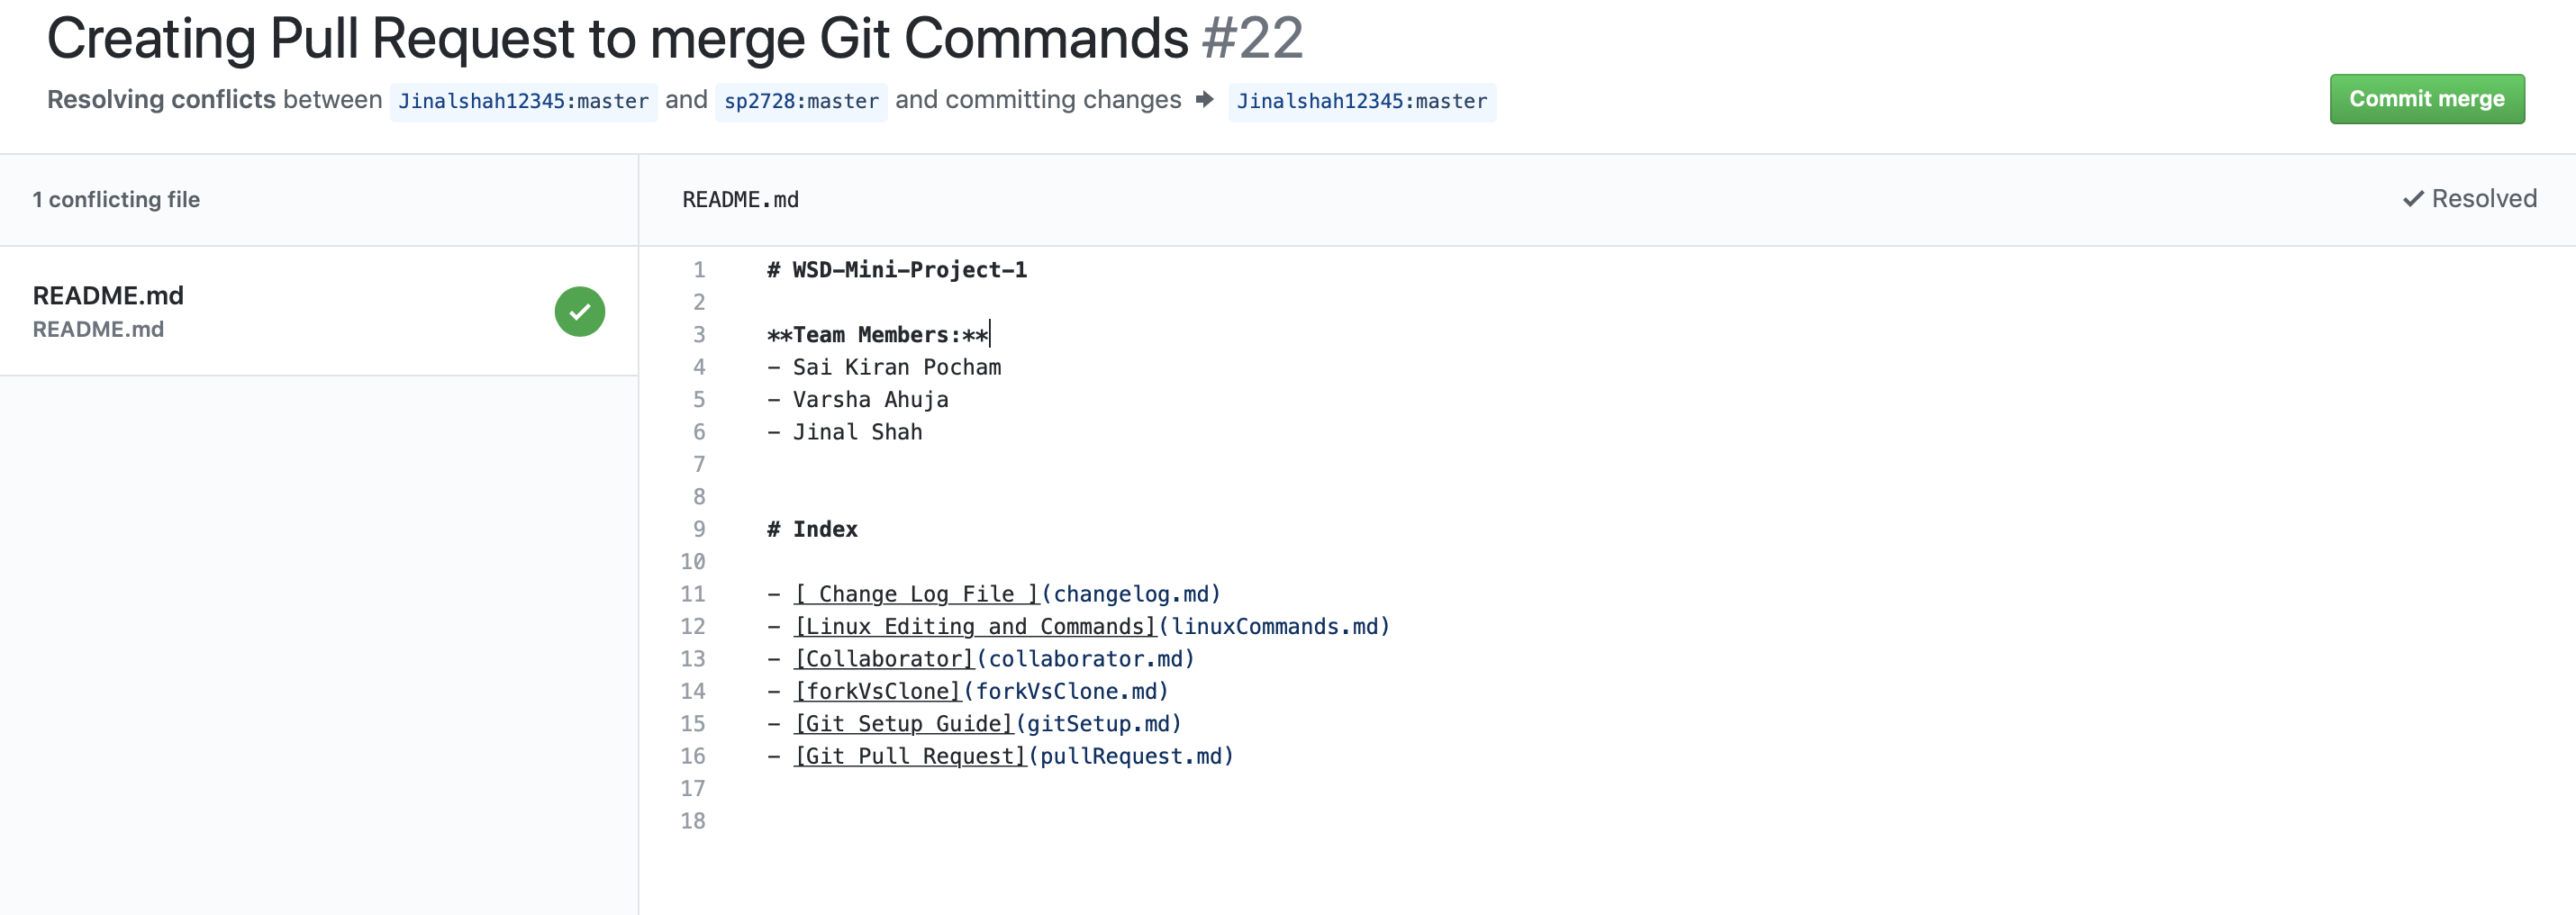 Creating Pull Request to merge Git Commands #22
Resolving conflicts between Jinalshah12345:master and sp2728:master and committing changes → Jinalshah12345:master
Commit merge
1 conflicting file
README.md
README.md
README.md
Resolved
1 # WSD-Mini-Project-1
2
3 **Team Members:**
4 - Sai Kiran Pocham
5 - Varsha Ahuja
6 - Jinal Shah
7
8
9 # Index
10
11 - [ Change Log File ](changelog.md)
12 - [Linux Editing and Commands](linuxCommands.md)
13 - [Collaborator](collaborator.md)
14 - [forkVsClone](forkVsClone.md)
15 - [Git Setup Guide](gitSetup.md)
16 - [Git Pull Request](pullRequest.md)
17
18